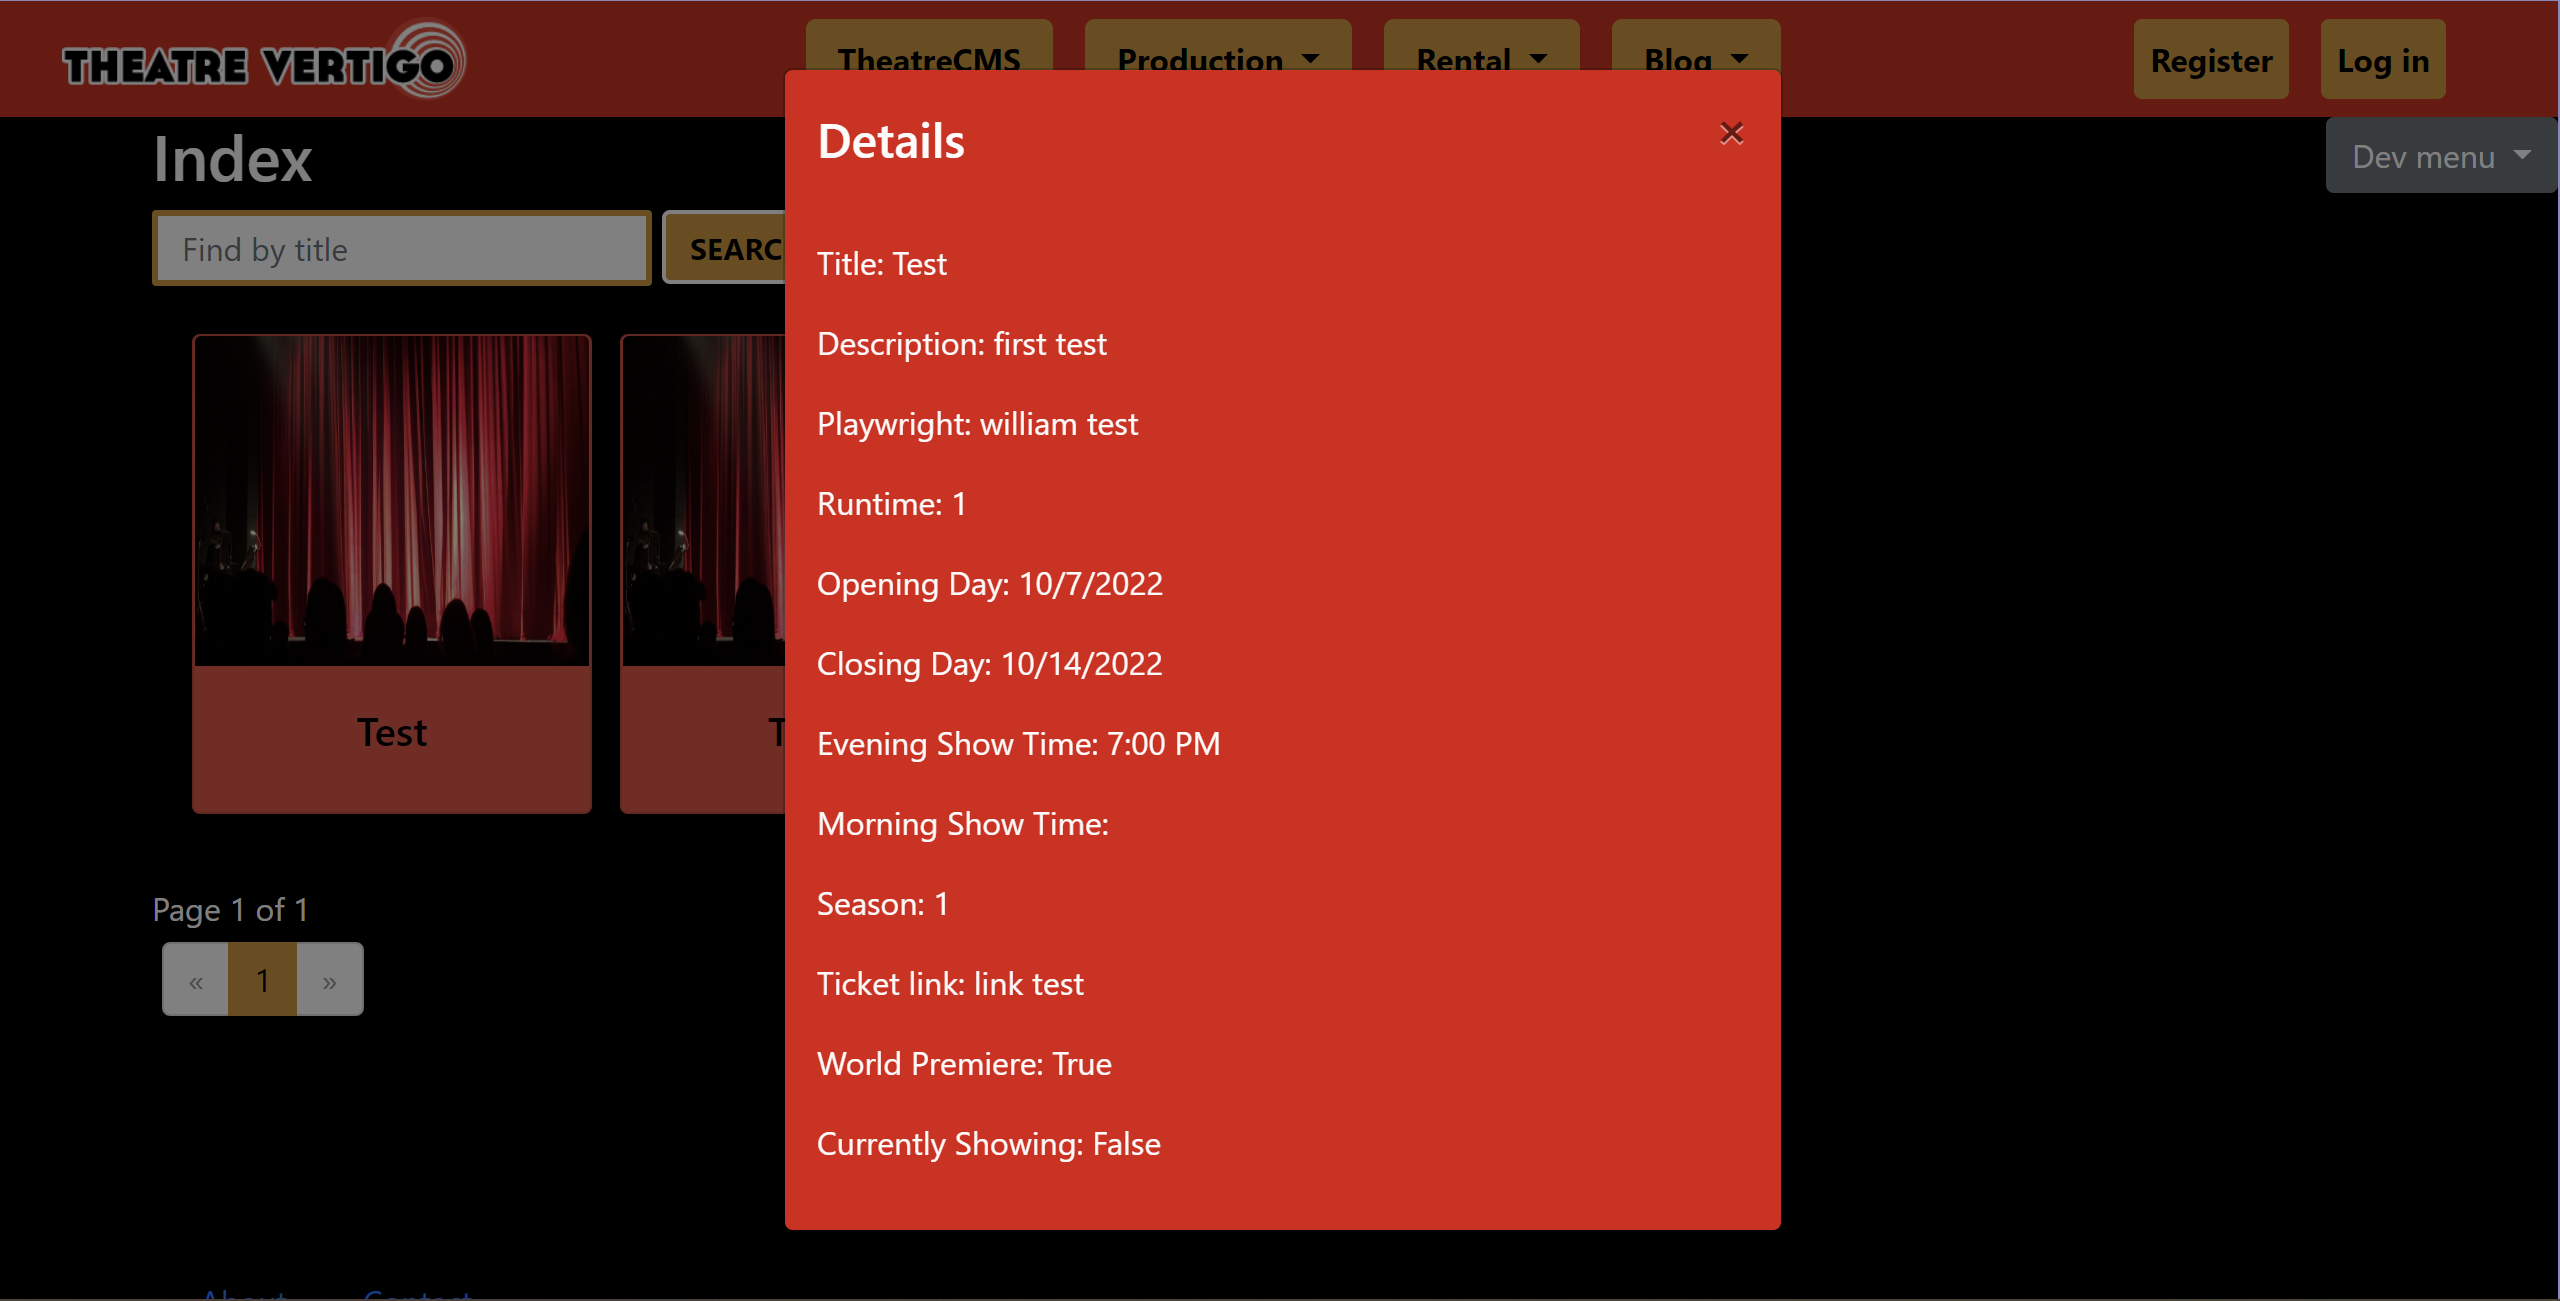 THEATRE VERTIGO
TheatreCMS Production Rental Blog Register Log in
Index
Dev menu
Find by title
Details
×
Title: Test
Description: first test
Playwright: william test
Runtime: 1
Opening Day: 10/7/2022
Closing Day: 10/14/2022
Evening Show Time: 7:00 PM
Morning Show Time:
Season: 1
Ticket link: link test
World Premiere: True
Currently Showing: False
Test
Page 1 of 1
« 1 »
About Contact